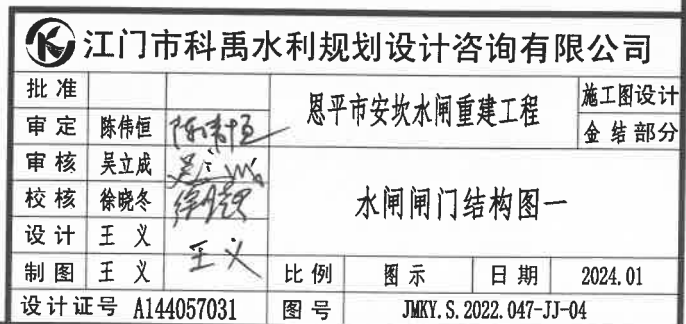 江门市科禹水利规划设计咨询有限公司
批准
恩平市安坎水闸重建工程
施工图设计
审定 陈伟恒 陈伟恒
金结部分
审核 吴立成
校核 徐晓冬
水闸闸门结构图一
设计 王义 王义
制图 王义
比例 图示 日期 2024.01
设计证号 A144057031 图号 JMKY.S.2022.047-JJ-04